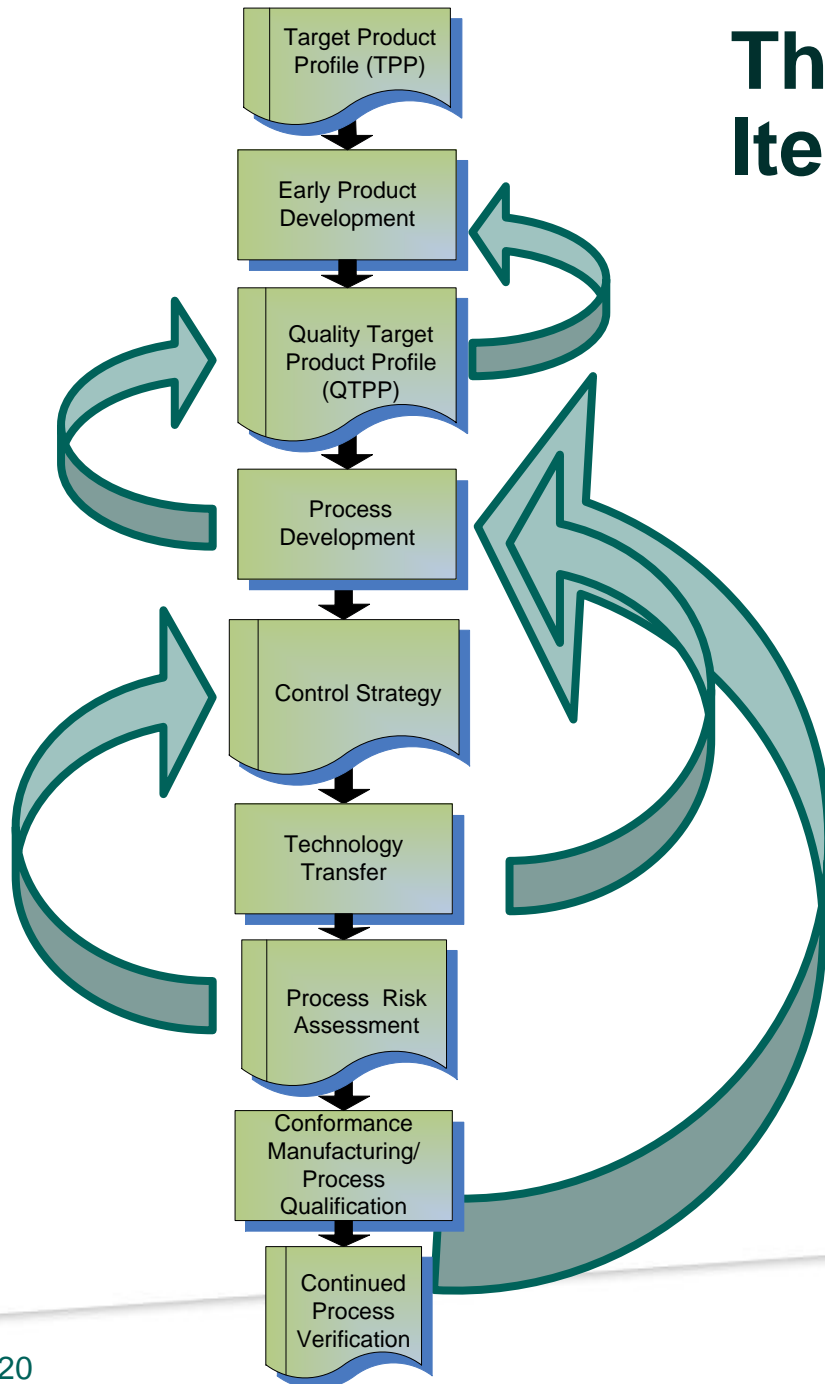 Th
Ite
Target Product
Profile (TPP)
Early Product
Development
Quality Target
Product Profile
(QTPP)
Process
Development
Control Strategy
Technology
Transfer
Process Risk
Assessment
Conformance
Manufacturing/
Process
Qualification
Continued
Process
Verification
20